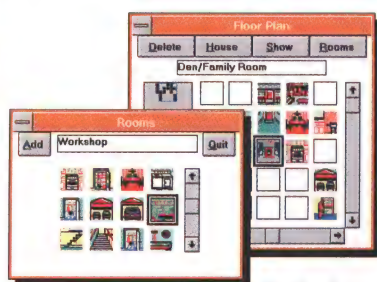 Floor Plan
Delete House Show Rooms
Den/Family Room
Rooms
Add Workshop Quit